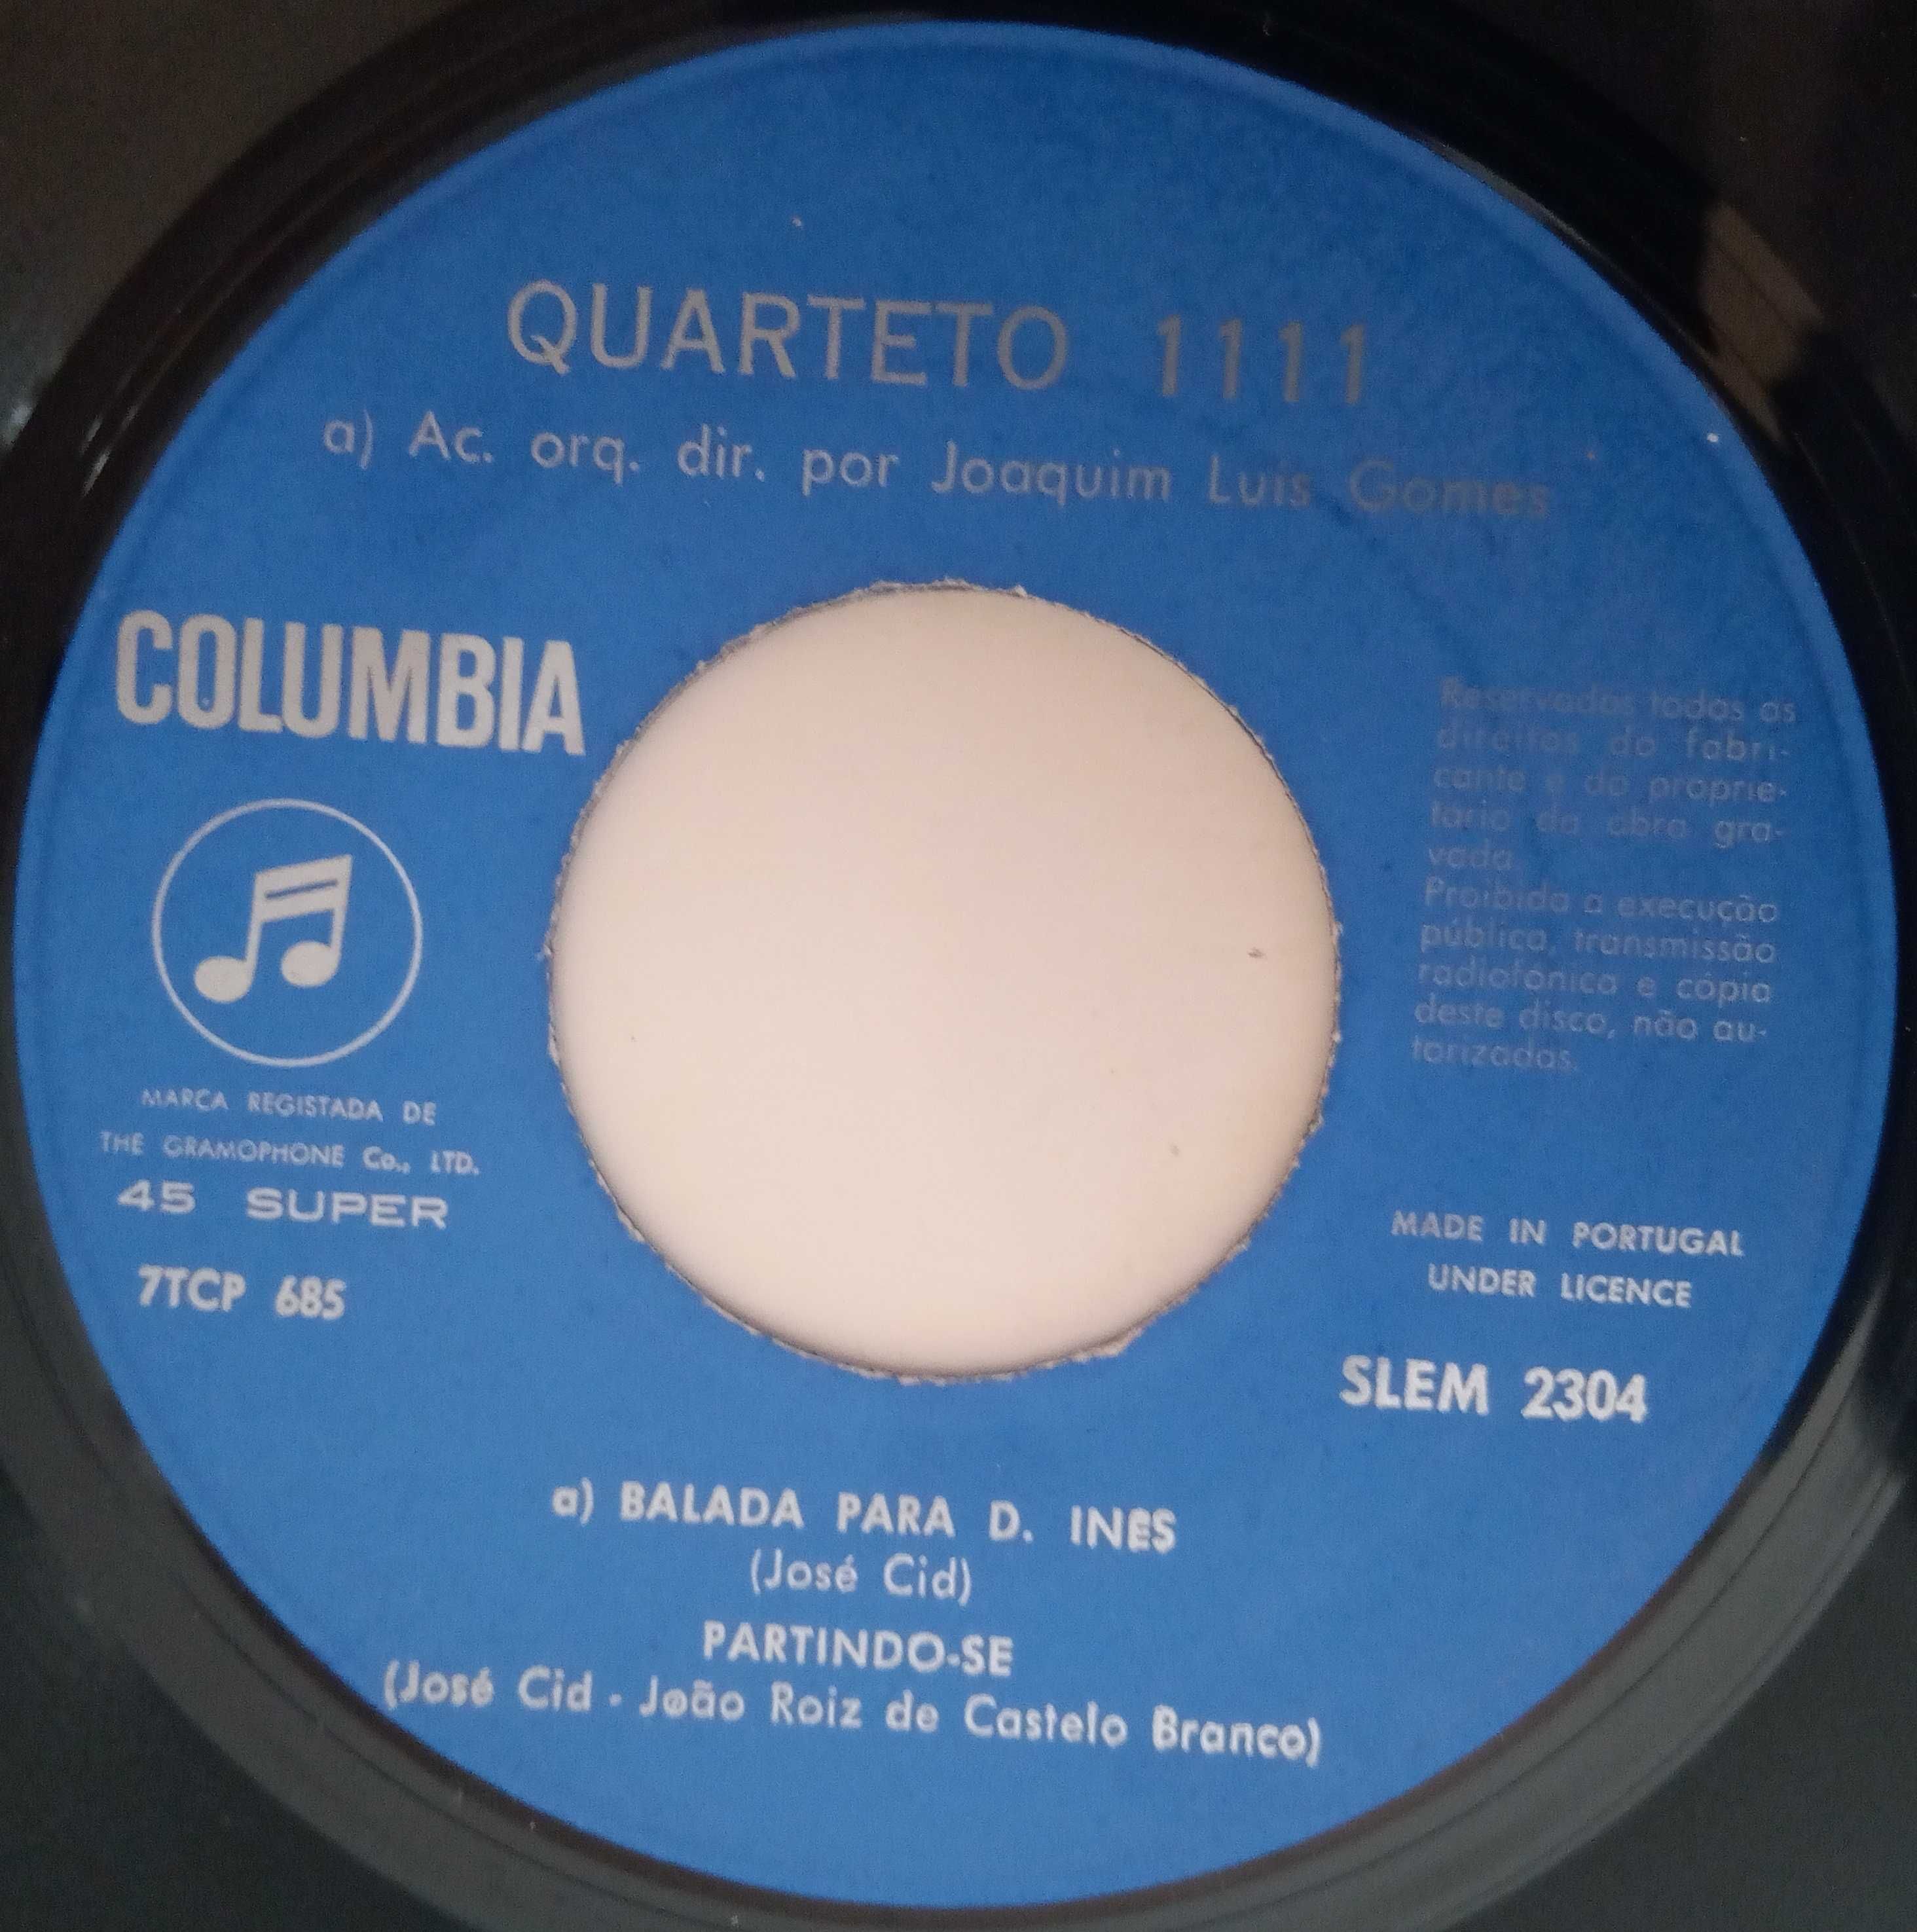 QUARTETO 1111
a) Ac. orq. dir. por Joaquim Luis Gomes
COLUMBIA
MARCA REGISTADA DE
THE GRAMOPHONE Co., LTD.
45 SUPER
7TCP 685
Reservados todos os
direitos do fabri-
cante e do proprie-
tario da obra gra-
vada.
Proibida a execução
pública, transmissão
radiofónica e cópia
deste disco, não au-
torizadas.
MADE IN PORTUGAL
UNDER LICENCE
SLEM 2304
a) BALADA PARA D. INÊS
(José Cid)
PARTINDO-SE
(José Cid - João Roiz de Castelo Branco)